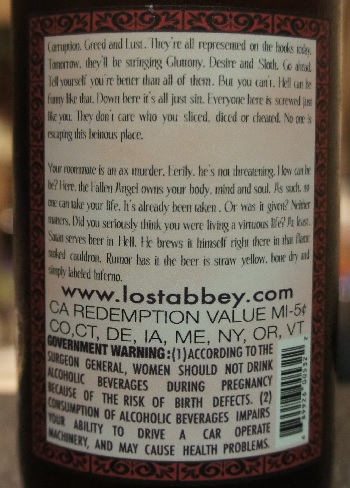 Corruption. Greed and Lust. They're all represented on the hooks today.
Tomorrow, they'll be stringing Gluttony, Desire and Sloth. Go ahead.
Tell yourself you're better than all of them. But you can't. Hell can be
funny like that. Down here it's all just sin. Everyone here is screwed just
like you. They don't care who you sliced, diced or cheated. No one is
escaping this heinous place.
Your roommate is an ax murder. Eerily, he's not threatening. How can he
be? Here, the Fallen Angel owns your body, mind and soul. As such, no
one can take your life. It's already been taken. Or was it given? Neither
matters. Did you seriously think you were living a virtuous life? At least
Satan serves beer in Hell. He brews it himself right there in that flame
soaked cauldron. Rumor has it the beer is straw yellow, bone dry and
simply labeled Inferno.
www.lostabbey.com
CA REDEMPTION VALUE MI-5¢
CO,CT, DE, IA, ME, NY, OR, VT
GOVERNMENT WARNING:(1)ACCORDING TO THE
SURGEON GENERAL, WOMEN SHOULD NOT DRINK
ALCOHOLIC BEVERAGES DURING PREGNANCY
BECAUSE OF THE RISK OF BIRTH DEFECTS. (2)
CONSUMPTION OF ALCOHOLIC BEVERAGES IMPAIRS
YOUR ABILITY TO DRIVE A CAR OPERATE
MACHINERY, AND MAY CAUSE HEALTH PROBLEMS.